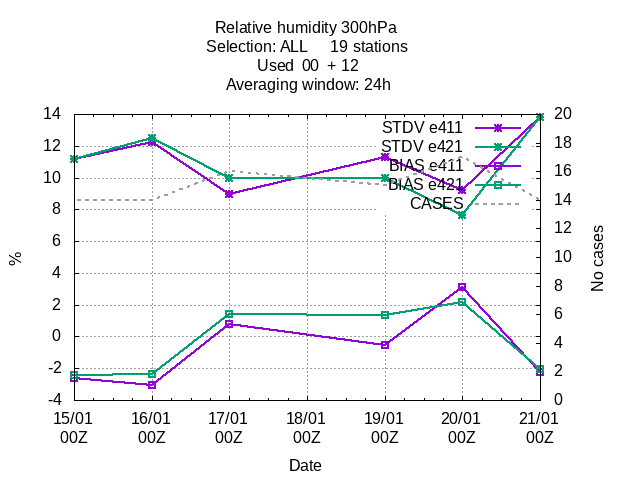 Relative humidity 300hPa
Selection: ALL     19 stations
Used  00  + 12
Averaging window: 24h
14
12
10
8
6
4
2
0
-2
-4
%
STDV e411
STDV e421
BIAS e411
BIAS e421
CASES
20
18
16
14
12
10
8
6
4
2
0
No cases
15/01 16/01 17/01 18/01 19/01 20/01 21/01
00Z 00Z 00Z 00Z 00Z 00Z 00Z
Date